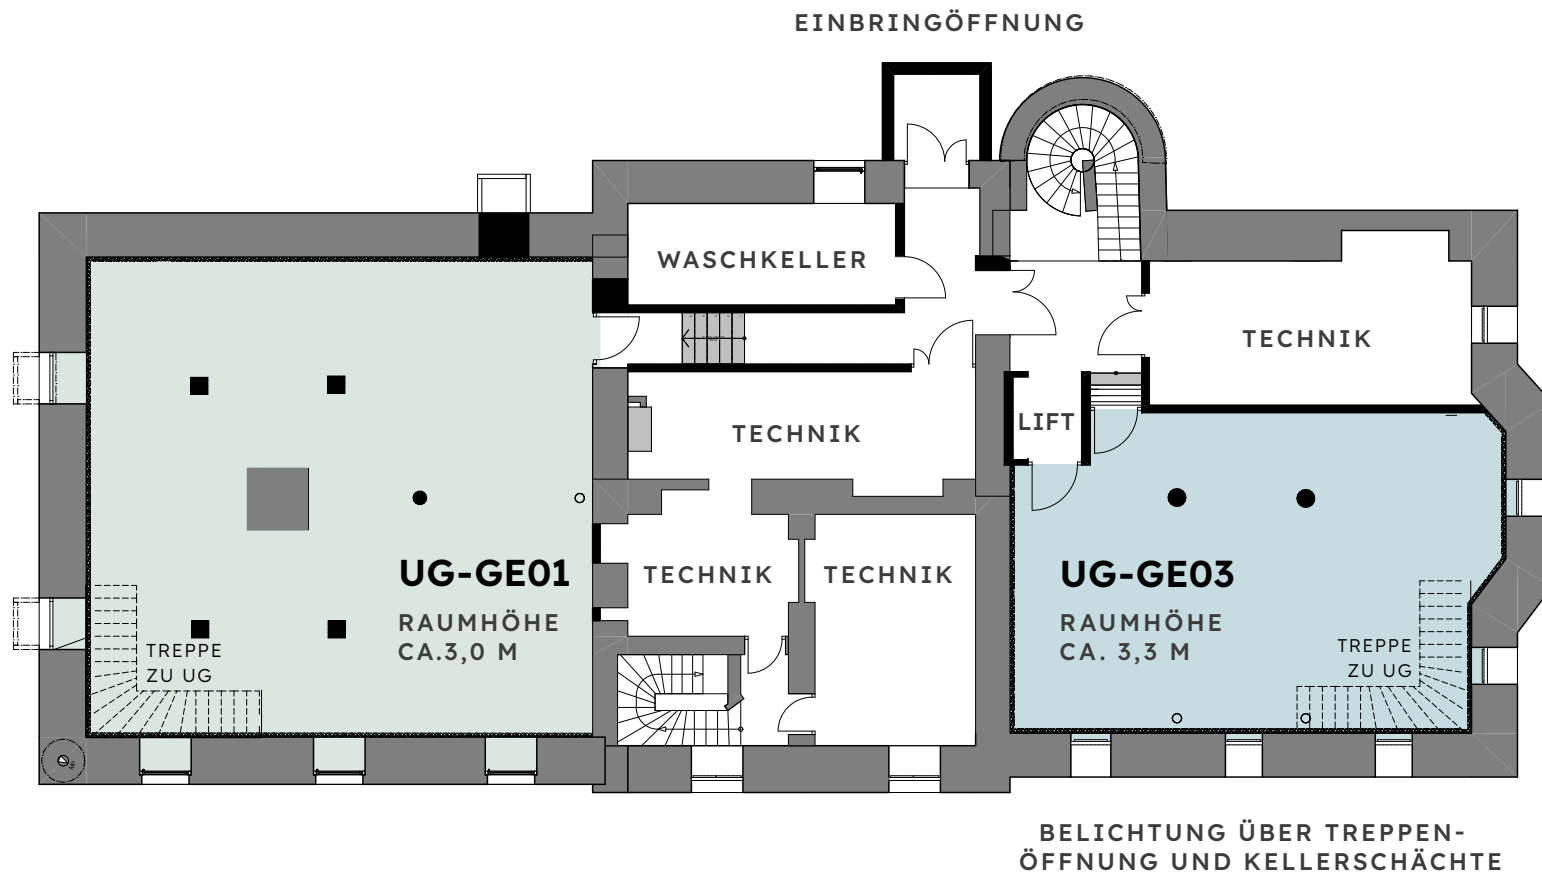 EINBRINGÖFFNUNG
WASCHKELLER
TECHNIK
LIFT
TECHNIK
UG-GE01
RAUMHÖHE
CA.3,0 M
TREPPE
ZU UG
TECHNIK
TECHNIK
UG-GE03
RAUMHÖHE
CA. 3,3 M
TREPPE
ZU UG
BELICHTUNG ÜBER TREPPEN-
ÖFFNUNG UND KELLERSCHÄCHTE